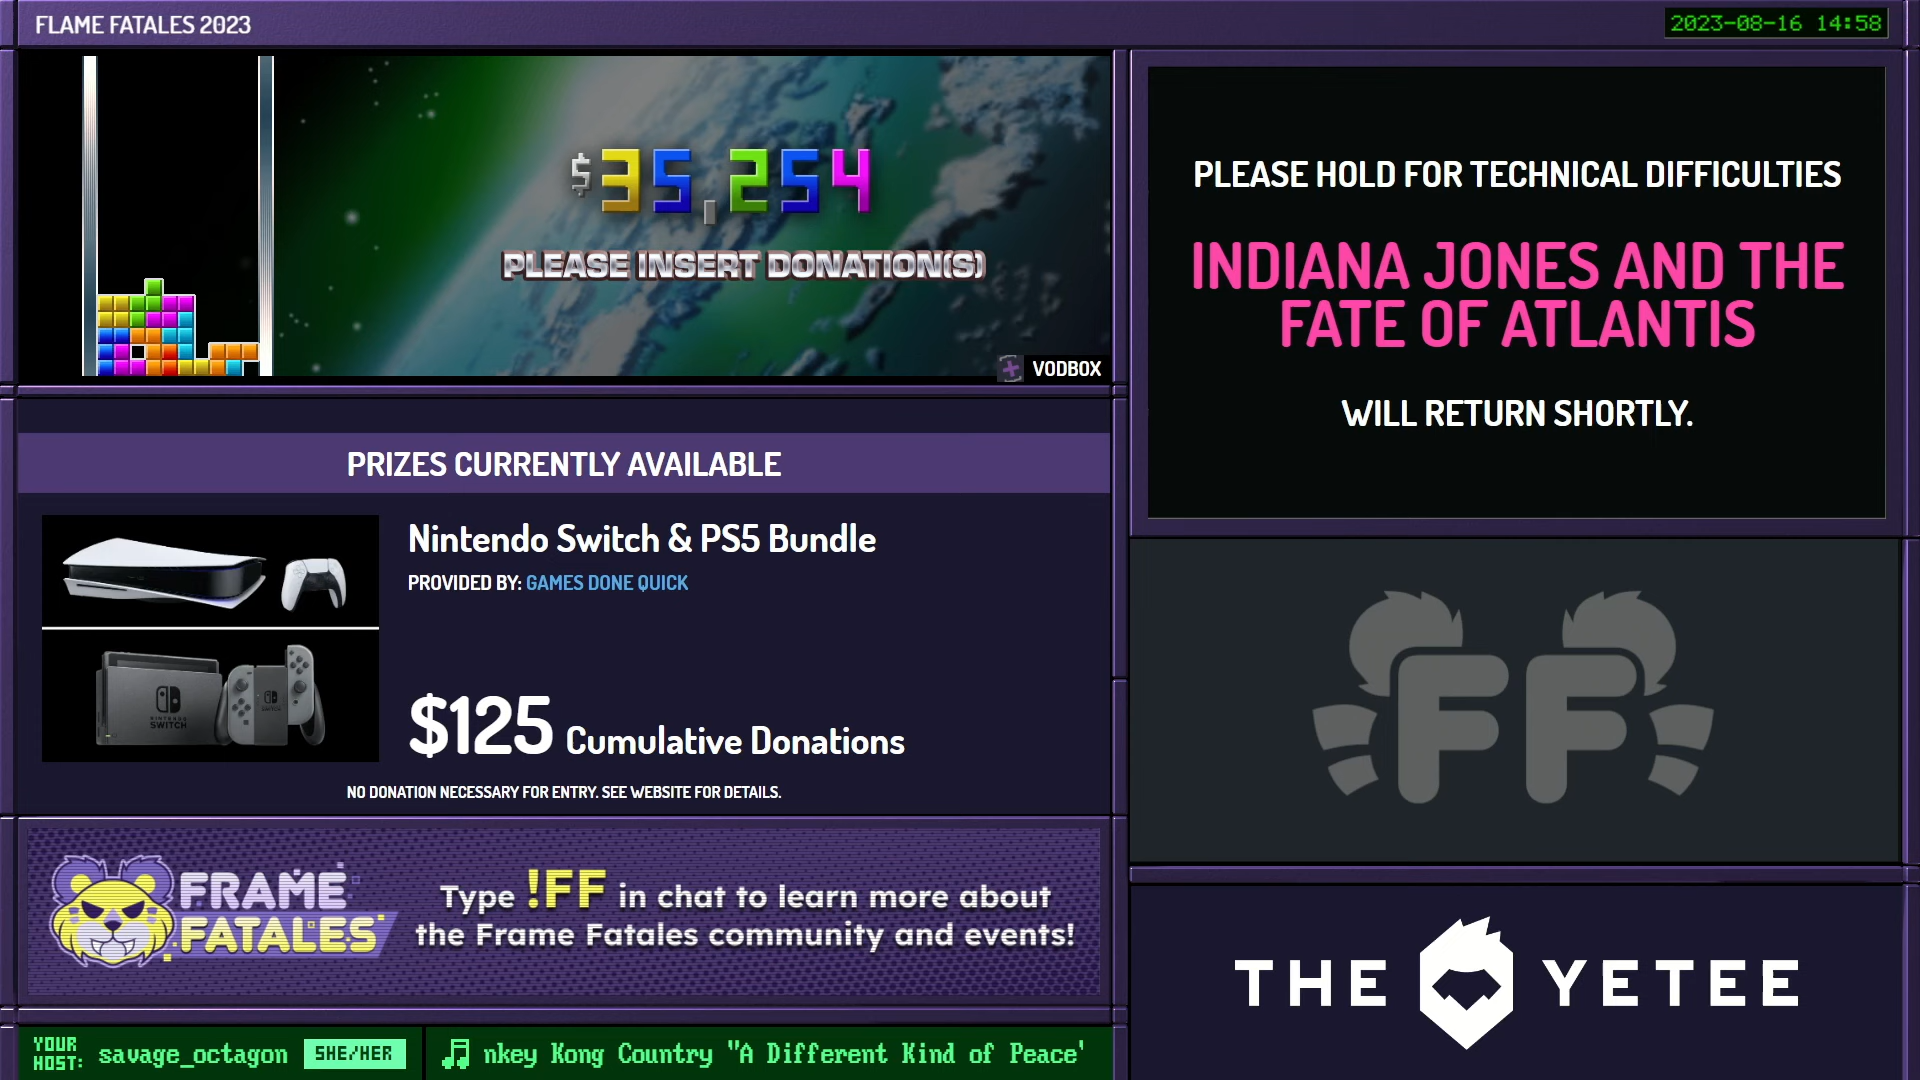 FLAME FATALES 2023
2023-08-16 14:58
$35,254
PLEASE INSERT DONATION(S)
VODBOX
PLEASE HOLD FOR TECHNICAL DIFFICULTIES
INDIANA JONES AND THE
FATE OF ATLANTIS
WILL RETURN SHORTLY.
PRIZES CURRENTLY AVAILABLE
Nintendo Switch & PS5 Bundle
PROVIDED BY: GAMES DONE QUICK
NINTENDO
SWITCH
$125 Cumulative Donations
NO DONATION NECESSARY FOR ENTRY. SEE WEBSITE FOR DETAILS.
FF
FRAME
FATALES
Type !FF in chat to learn more about
the Frame Fatales community and events!
THE YETEE
YOUR
HOST: savage_octagon SHE/HER
nkey Kong Country "A Different Kind of Peace'